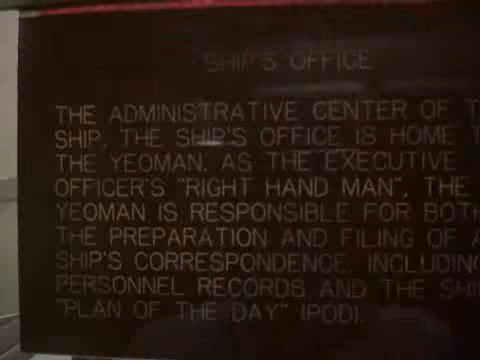 SHIP'S OFFICE
THE ADMINISTRATIVE CENTER OF T
SHIP, THE SHIP'S OFFICE IS HOME T
THE YEOMAN. AS THE EXECUTIVE
OFFICER'S "RIGHT HAND MAN", THE
YEOMAN IS RESPONSIBLE FOR BOTH
THE PREPARATION AND FILING OF A
SHIP'S CORRESPONDENCE, INCLUDING
PERSONNEL RECORDS AND THE SHI
"PLAN OF THE DAY" (POD).